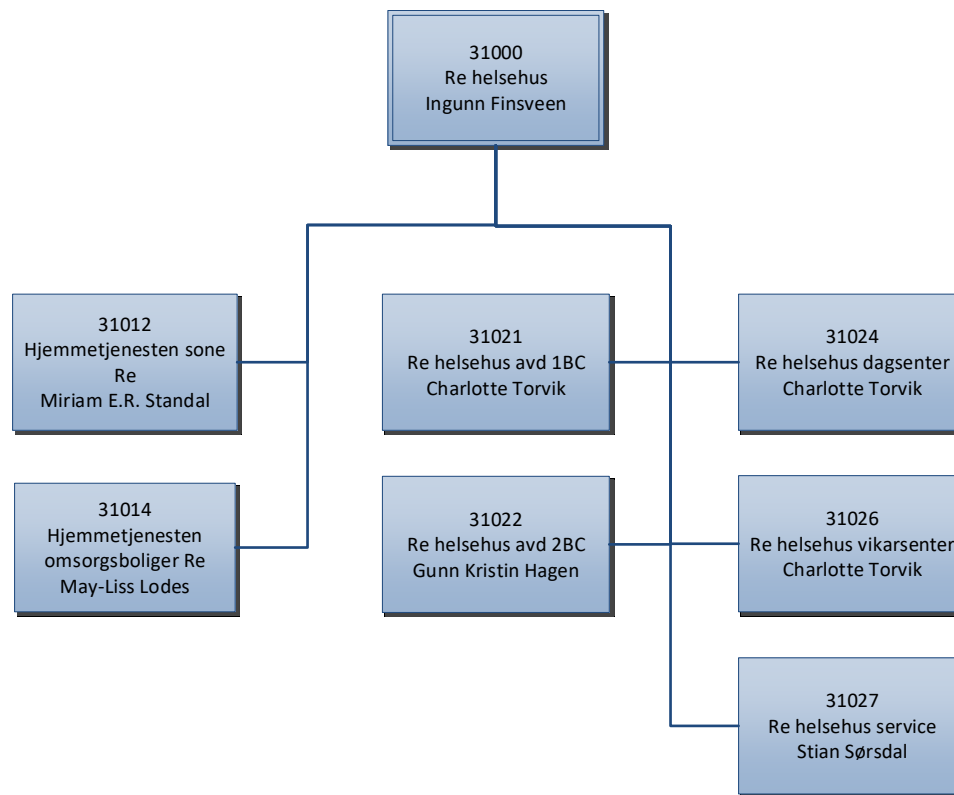 31000
Re helsehus
Ingunn Finsveen
31012
Hjemmetjenesten sone
Re
Miriam E.R. Standal
31014
Hjemmetjenesten
omsorgsboliger Re
May-Liss Lodes
31021
Re helsehus avd 1BC
Charlotte Torvik
31022
Re helsehus avd 2BC
Gunn Kristin Hagen
31024
Re helsehus dagsenter
Charlotte Torvik
31026
Re helsehus vikarsenter
Charlotte Torvik
31027
Re helsehus service
Stian Sørsdal